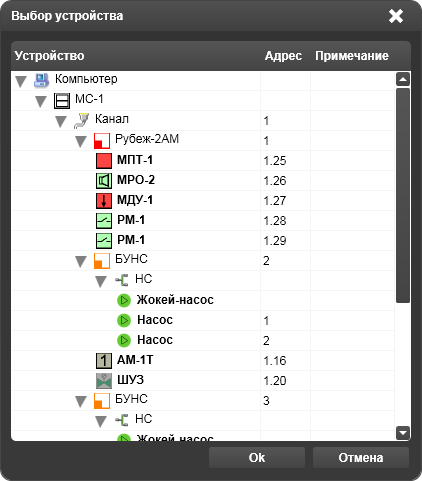 Выбор устройства
Устройство Адрес Примечание
Компьютер
МС-1
Канал 1
Рубеж-2АМ 1
МПТ-1 1.25
МРО-2 1.26
МДУ-1 1.27
РМ-1 1.28
РМ-1 1.29
БУНС 2
НС
Жокей-насос
Насос 1
Насос 2
1 АМ-1Т 1.16
ШУЗ 1.20
БУНС 3
НС
Жокей-насос
Ok Отмена